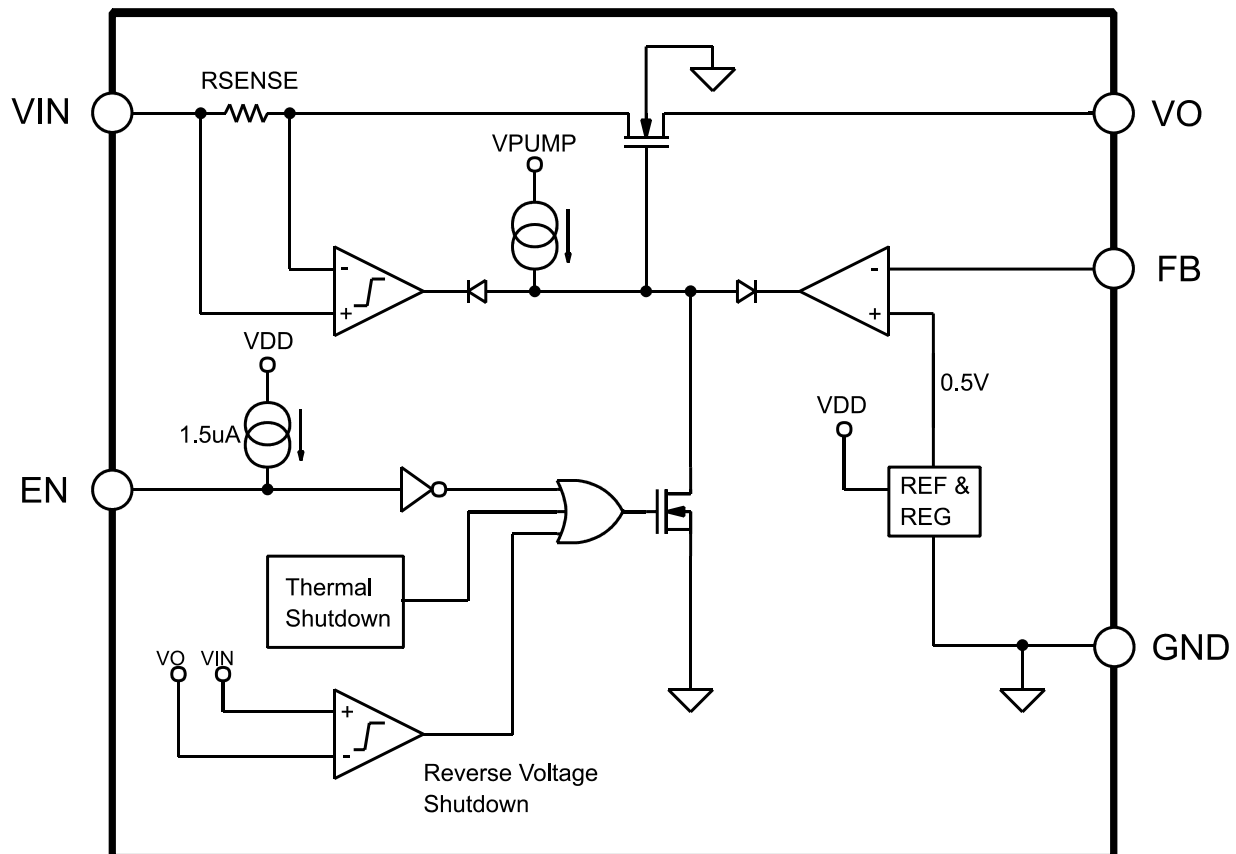 RSENSE
VIN
VO
VPUMP
-
+
-
+
FB
VDD
0.5V
1.5uA
VDD
EN
REF &
REG
Thermal
Shutdown
GND
VO
VIN
+
-
Reverse Voltage
Shutdown